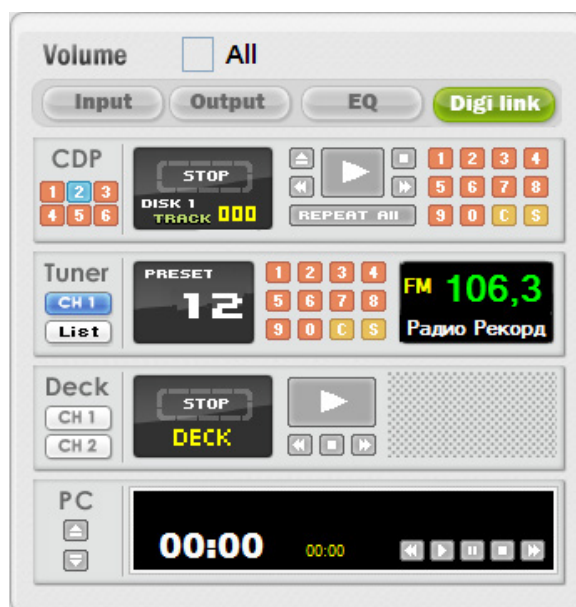 Volume All
Input Output EQ Digi link
CDP
1 2 3
4 5 6
STOP
DISK 1
TRACK 000
REPEAT All
1 2 3 4
5 6 7 8
9 0 C S
Tuner
CH 1
List
PRESET
12
1 2 3 4
5 6 7 8
9 0 C S
FM 106,3
Радио Рекорд
Deck
CH 1
CH 2
STOP
DECK
PC
00:00 00:00